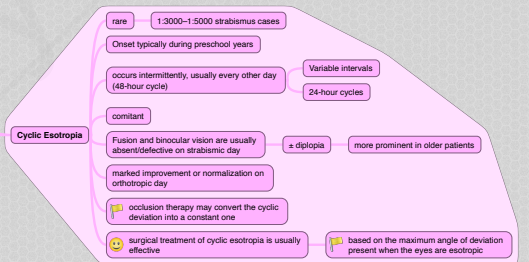 rare
1:3000–1:5000 strabismus cases
Onset typically during preschool years
occurs intermittently, usually every other day
(48-hour cycle)
Variable intervals
24-hour cycles
comitant
Cyclic Esotropia
Fusion and binocular vision are usually
absent/defective on strabismic day
± diplopia
more prominent in older patients
marked improvement or normalization on
orthotropic day
occlusion therapy may convert the cyclic
deviation into a constant one
surgical treatment of cyclic esotropia is usually
effective
based on the maximum angle of deviation
present when the eyes are esotropic